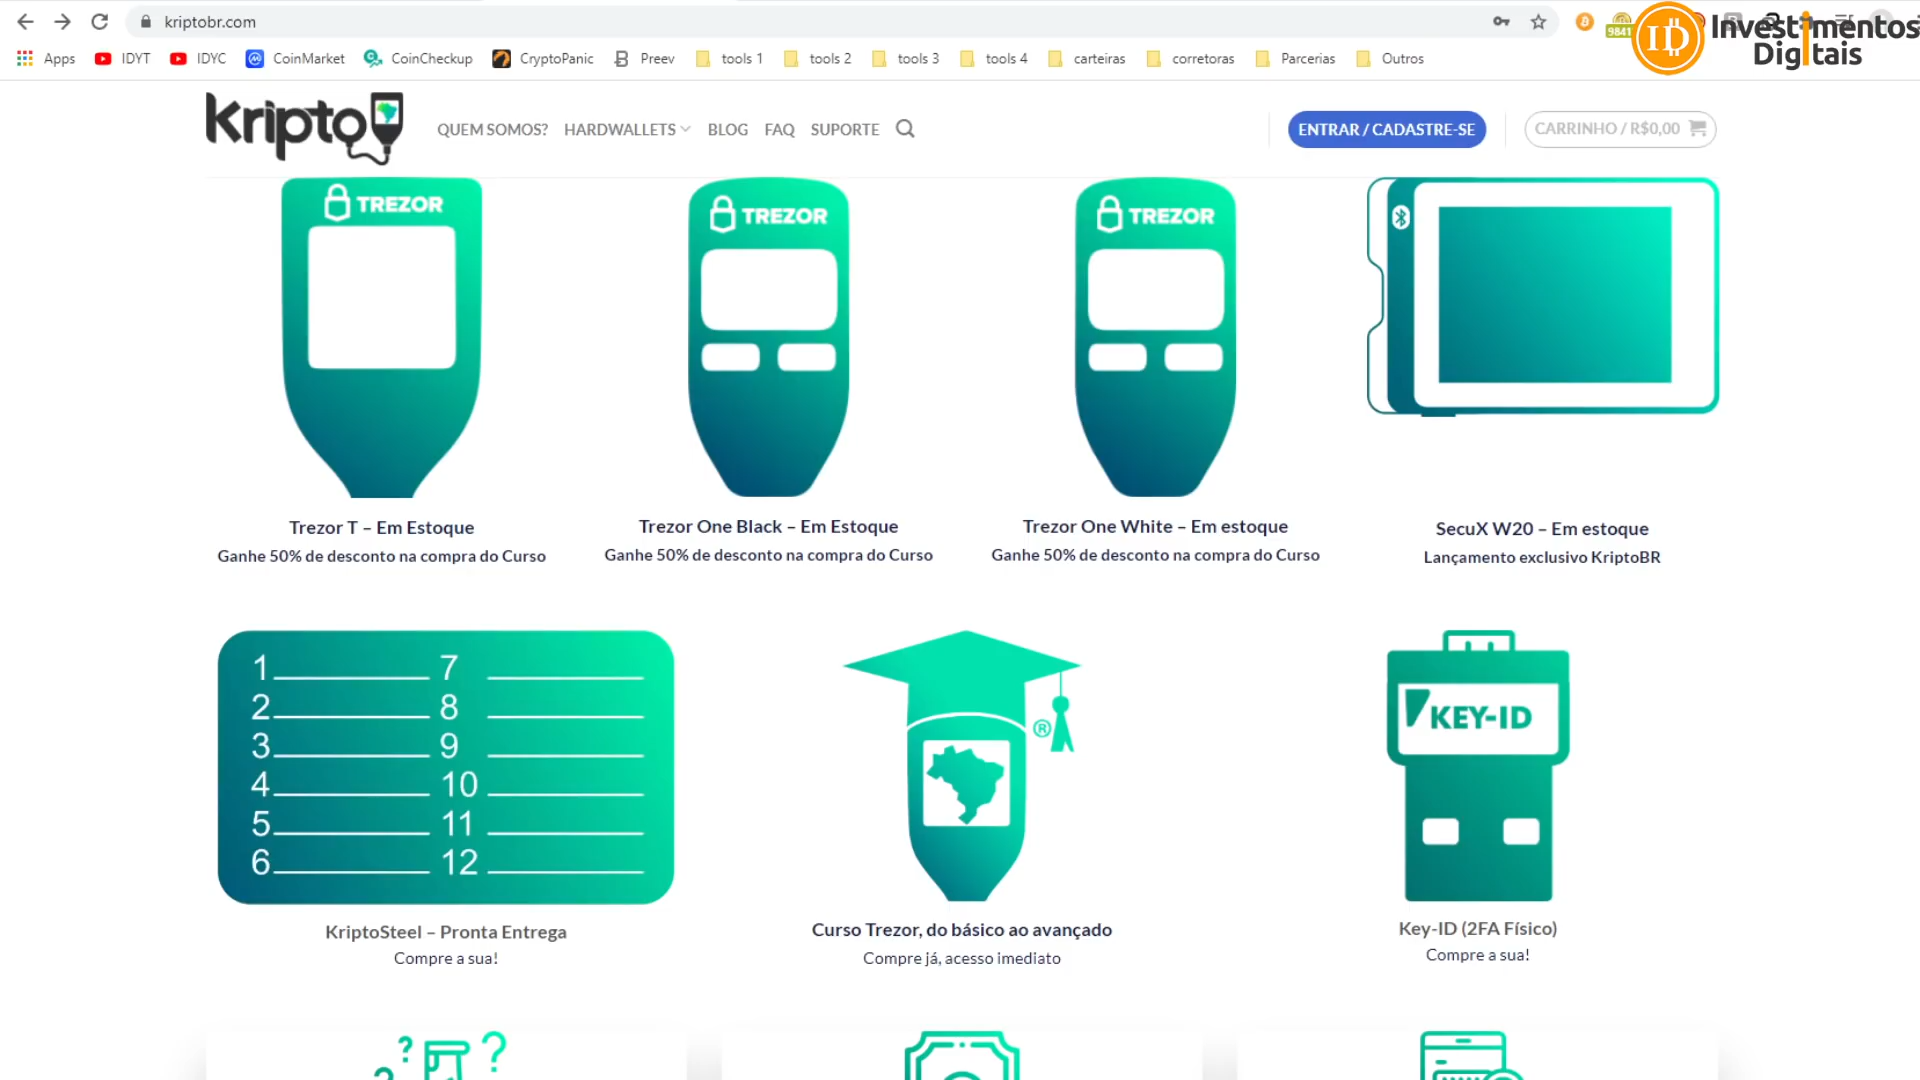 kriptobr.com
9841
ID Investimentos
Digitais
Apps IDYT IDYC CoinMarket CoinCheckup CryptoPanic Preev tools 1 tools 2 tools 3 tools 4 carteiras corretoras Parcerias Outros
kripto QUEM SOMOS? HARDWALLETS BLOG FAQ SUPORTE ENTRAR / CADASTRE-SE CARRINHO / R$0,00
TREZOR
TREZOR
TREZOR
Trezor T – Em Estoque
Ganhe 50% de desconto na compra do Curso
Trezor One Black – Em Estoque
Ganhe 50% de desconto na compra do Curso
Trezor One White – Em estoque
Ganhe 50% de desconto na compra do Curso
SecuX W20 – Em estoque
Lançamento exclusivo KriptoBR
1 7
2 8
3 9
4 10
5 11
6 12
®
KEY-ID
KriptoSteel – Pronta Entrega
Compre a sua!
Curso Trezor, do básico ao avançado
Compre já, acesso imediato
Key-ID (2FA Físico)
Compre a sua!
? ?